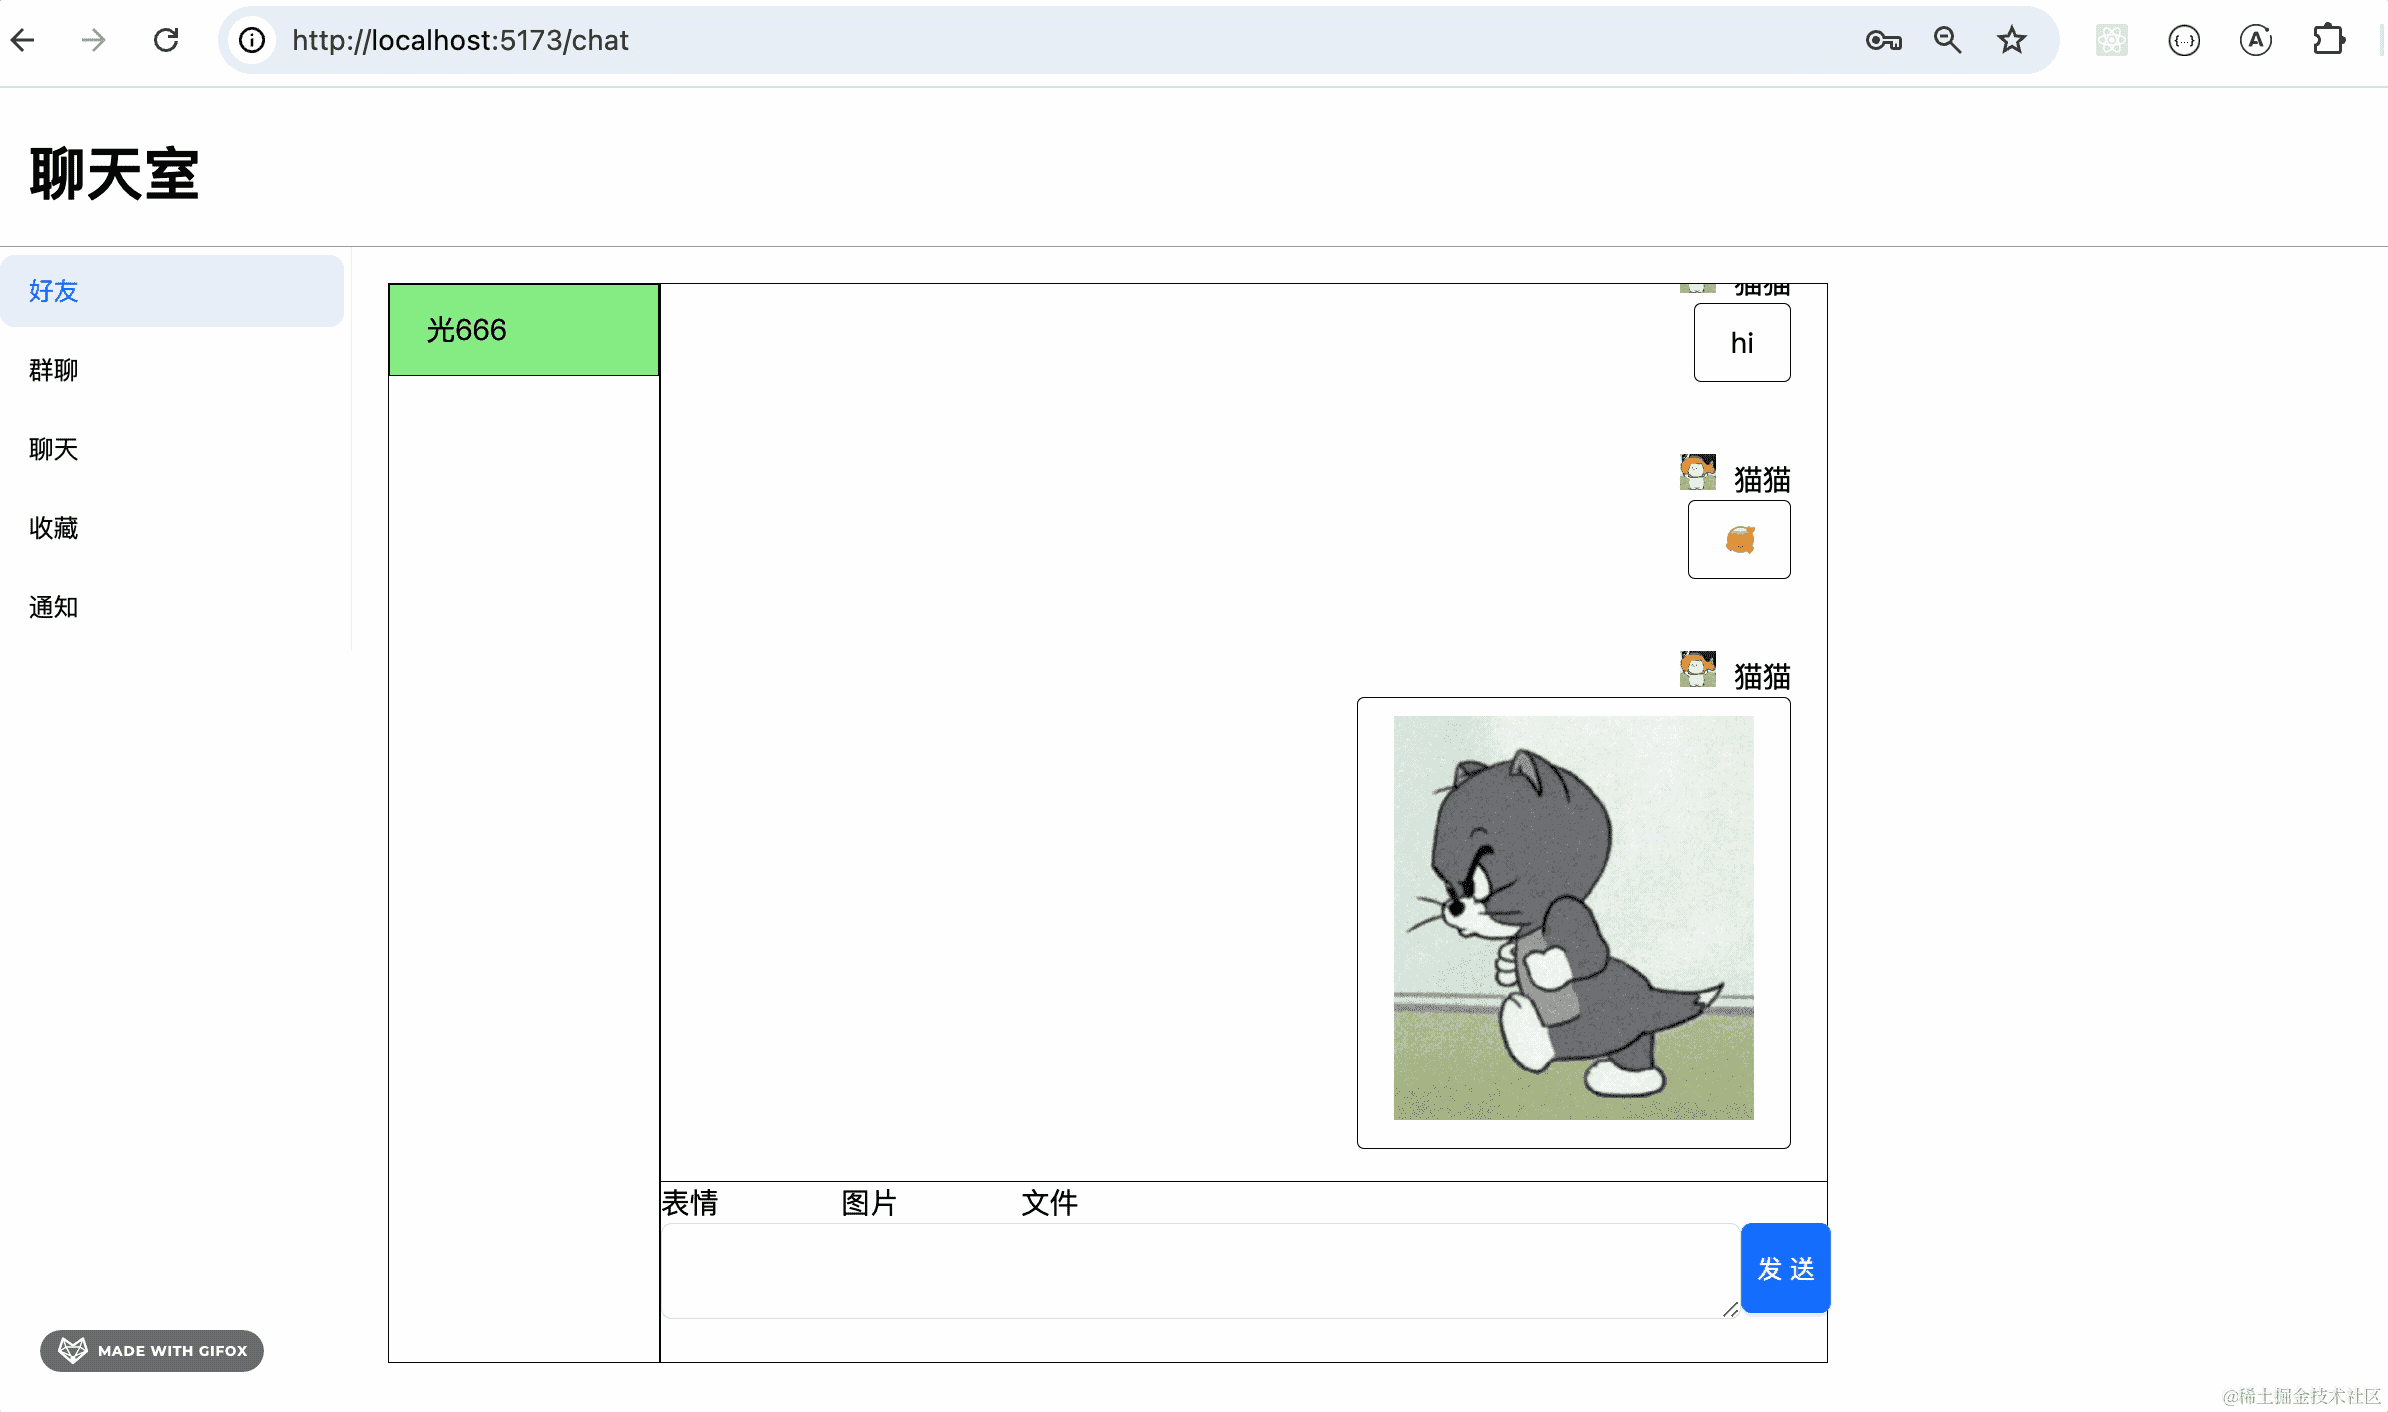 http://localhost:5173/chat
聊天室
好友
群聊
聊天
收藏
通知
光666
猫猫
hi
猫猫
猫猫
表情 图片 文件
发 送
MADE WITH GIFOX
@稀土掘金技术社区